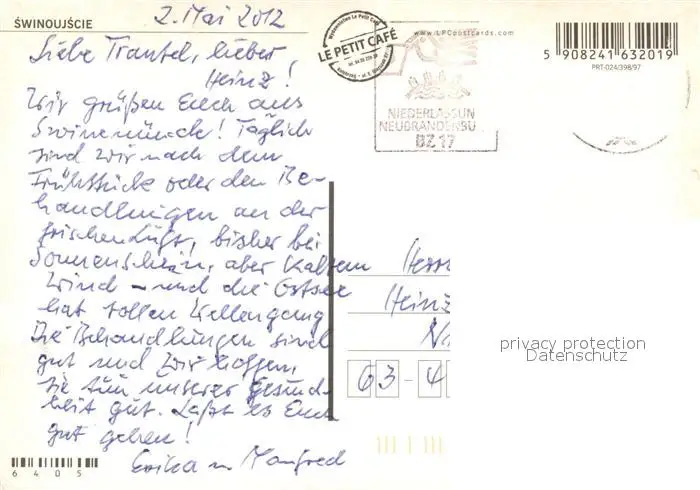 ŚWINOUJŚCIE
2. Mai 2012
Liebe Trautel, lieber
Heinz!
Wir grüßen Euch aus
Swinemünde! Täglich
sind wir nach dem
Frühstück oder den Be-
handlungen an der
frischen Luft, bisher bei
Sonnenschein, aber kaltem
Wind – und die Ostsee
hat tollen Wellengang
Die Behandlungen sind
gut und wir hoffen,
sie tun unserer Gesund-
heit gut. Laßt es Euch
gut gehen!
Erika u Manfred
6405
LE PETIT CAFÉ
www.LPCpostcards.com
NIEDERLASSUN
NEUBRANDENBU
BZ 17
5 908241 632019
PRT-024/398/97
Herr
Heinz
63-4
privacy protection
Datenschutz